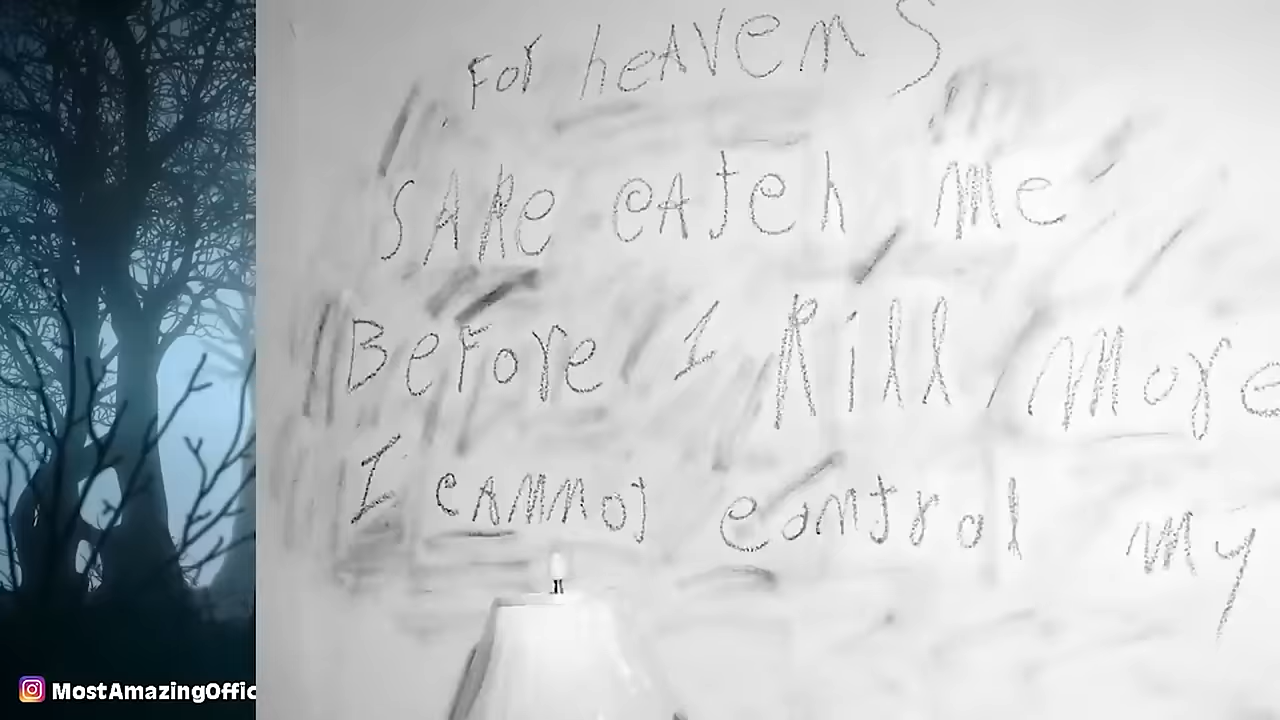 For heAVens
SAKe cATch Me
BeFore I Kill More
I cannot control My
MostAmazingOffic